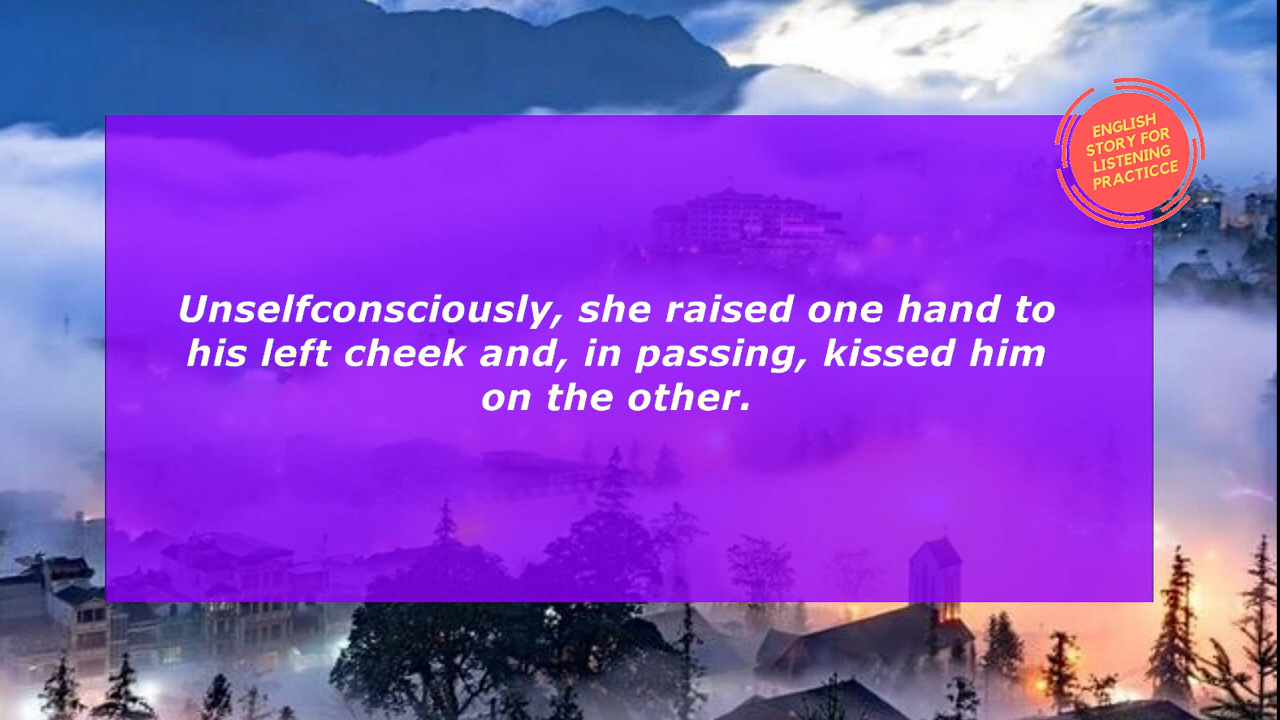 ENGLISH
STORY FOR
LISTENING
PRACTICCE
Unselfconsciously, she raised one hand to
his left cheek and, in passing, kissed him
on the other.